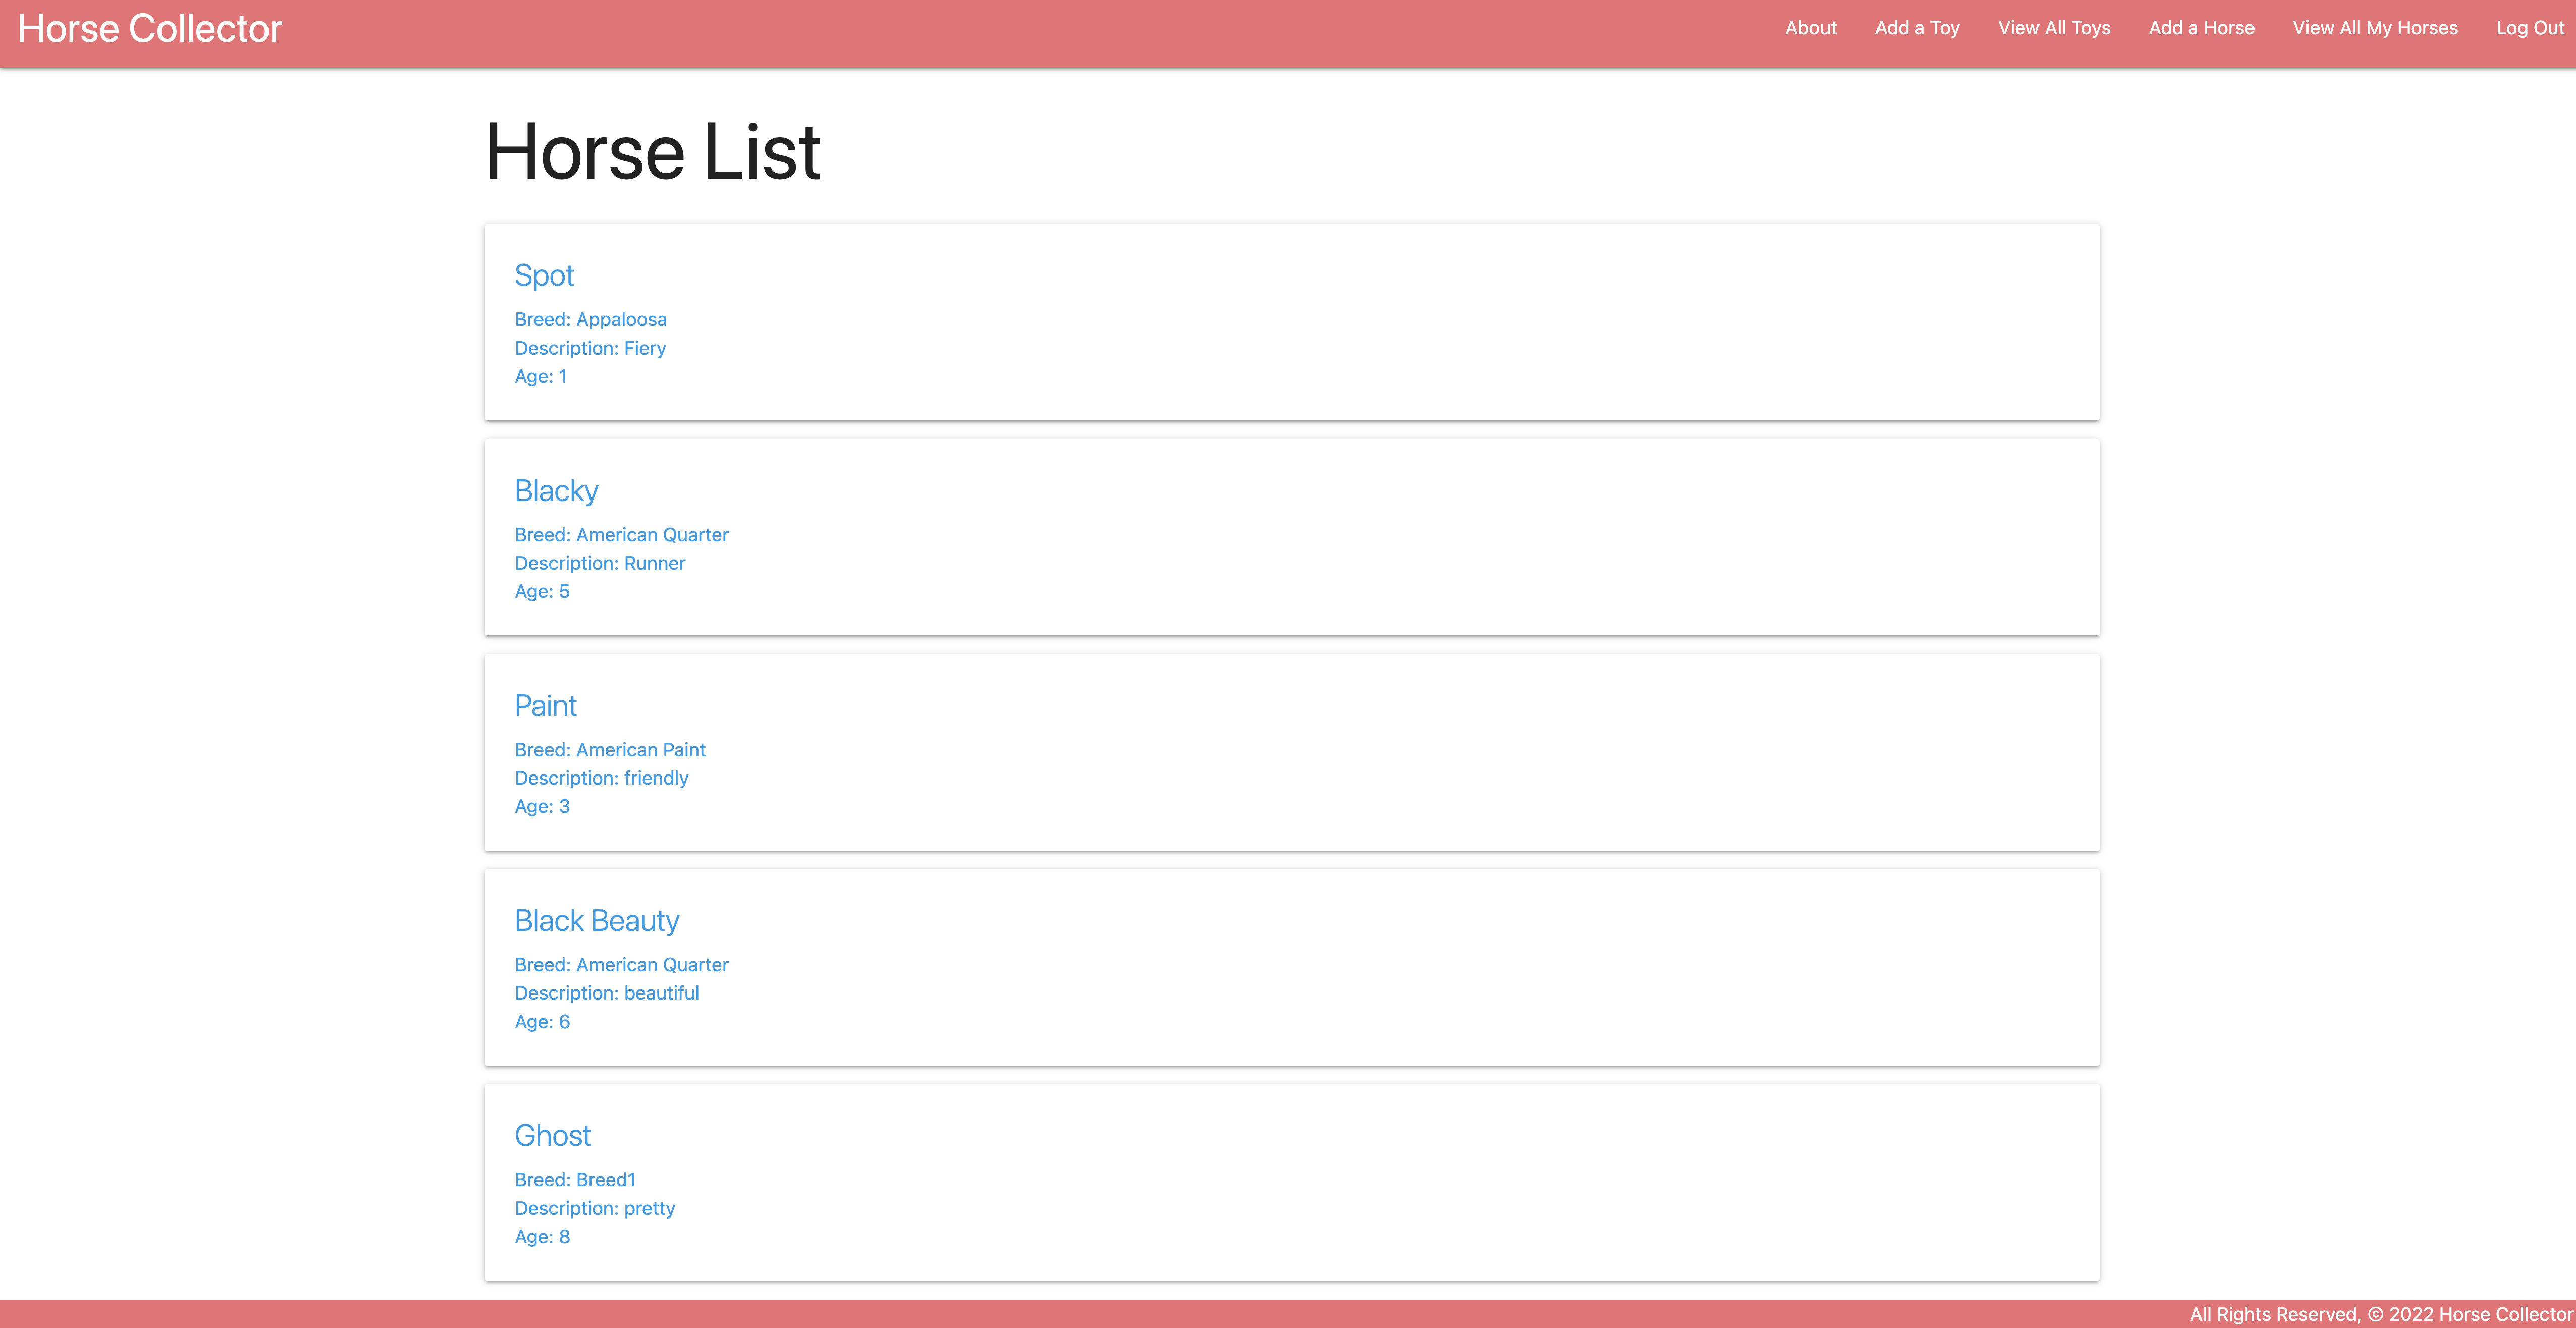 Horse Collector
About Add a Toy View All Toys Add a Horse View All My Horses Log Out
Horse List
Spot
Breed: Appaloosa
Description: Fiery
Age: 1
Blacky
Breed: American Quarter
Description: Runner
Age: 5
Paint
Breed: American Paint
Description: friendly
Age: 3
Black Beauty
Breed: American Quarter
Description: beautiful
Age: 6
Ghost
Breed: Breed1
Description: pretty
Age: 8
All Rights Reserved, © 2022 Horse Collector